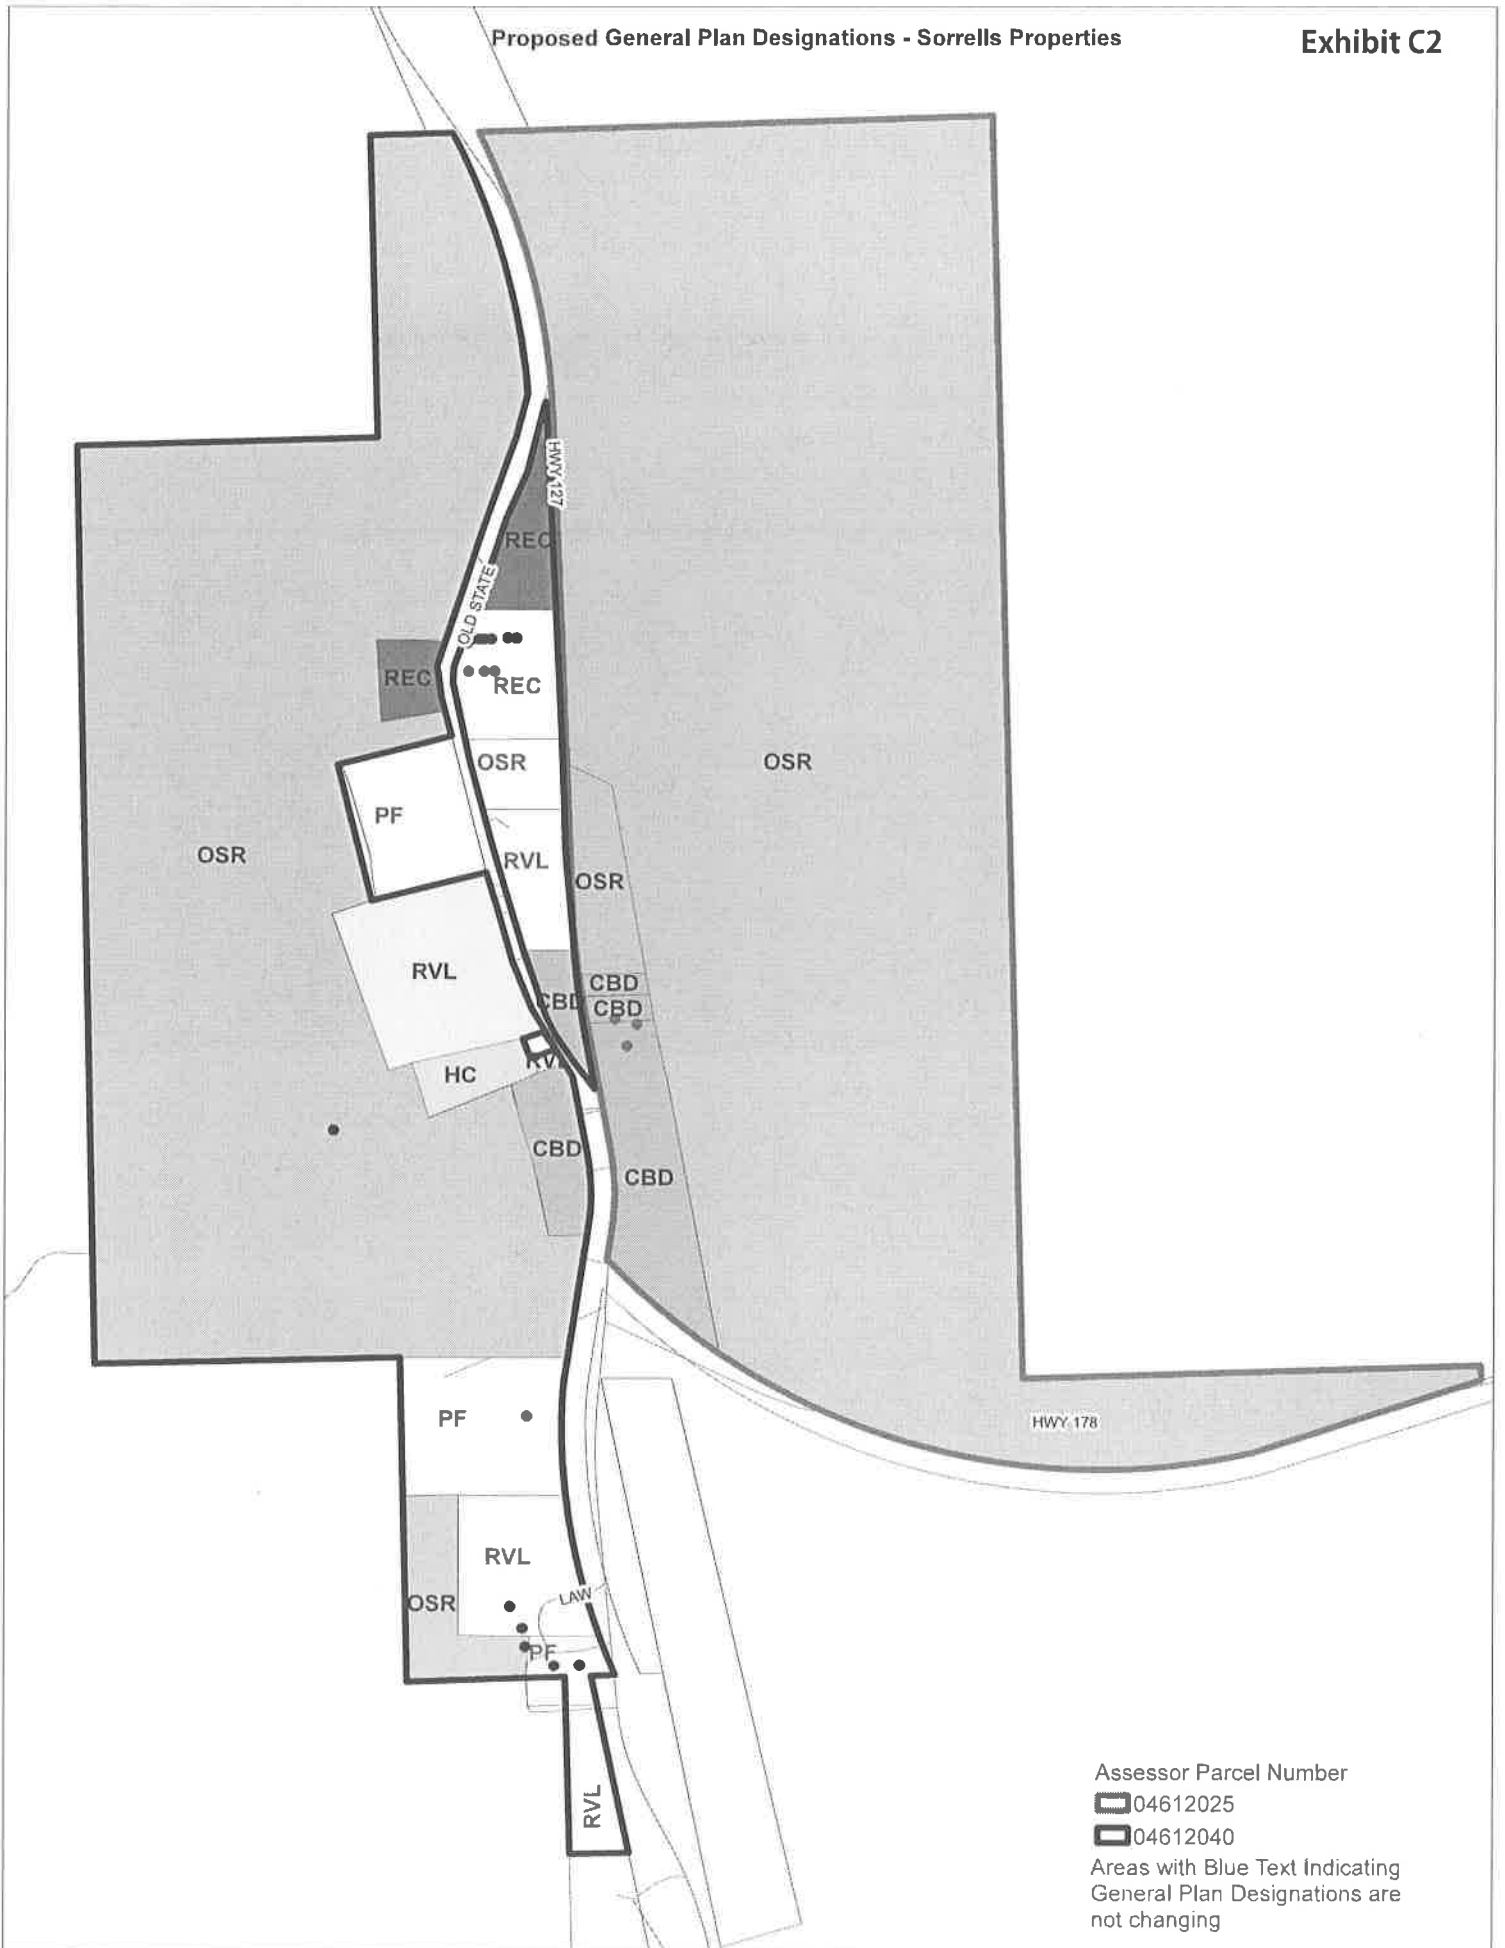 Proposed General Plan Designations - Sorrells Properties
Exhibit C2
HWY 127
REC
OLD STATE
REC
REC
OSR
OSR
PF
OSR
RVL
OSR
RVL
CBD
CBD
CBD
RVL
HC
CBD
CBD
PF
HWY 178
RVL
LAW
OSR
PF
RVL
Assessor Parcel Number
04612025
04612040
Areas with Blue Text Indicating
General Plan Designations are
not changing